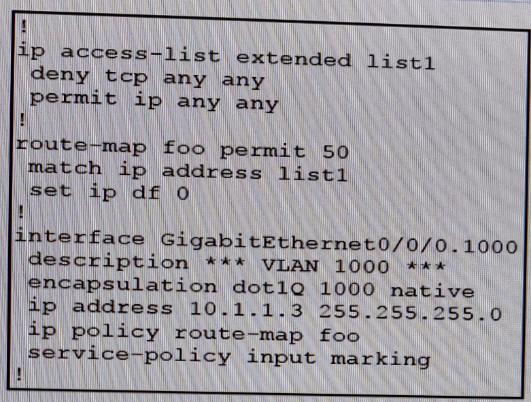 !
ip access-list extended list1
 deny tcp any any
 permit ip any any
!
route-map foo permit 50
 match ip address list1
 set ip df 0
!
interface GigabitEthernet0/0/0.1000
 description *** VLAN 1000 ***
 encapsulation dot1Q 1000 native
 ip address 10.1.1.3 255.255.255.0
 ip policy route-map foo
 service-policy input marking
!